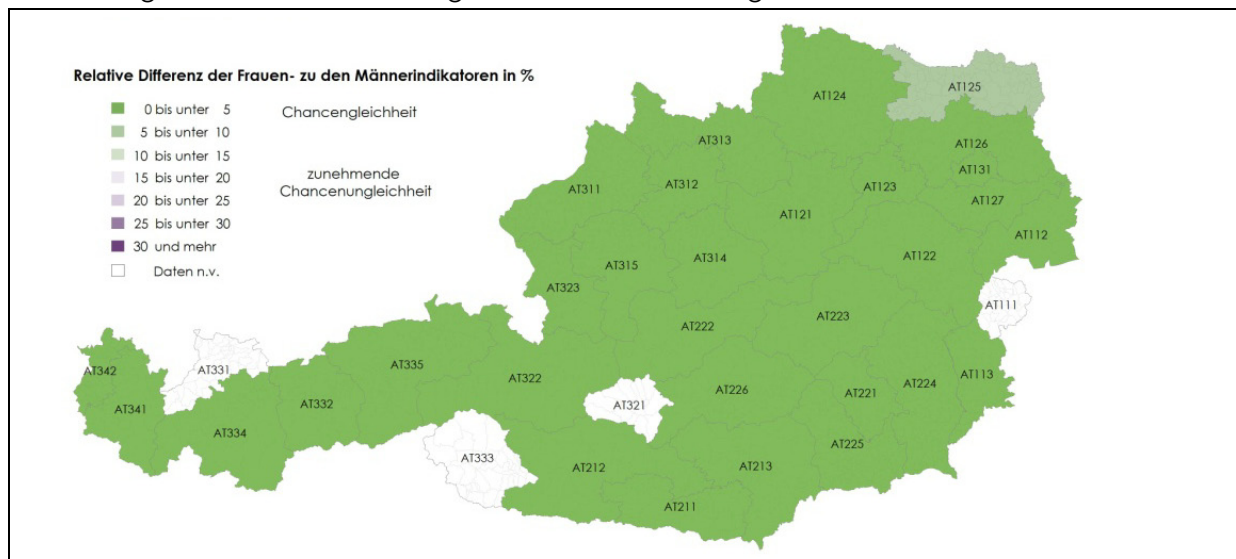 Relative Differenz der Frauen- zu den Männerindikatoren in %
0 bis unter 5 Chancengleichheit
5 bis unter 10
10 bis unter 15
15 bis unter 20 zunehmende
20 bis unter 25 Chancenungleichheit
25 bis unter 30
30 und mehr
Daten n.v.
AT124
AT125
AT313
AT126
AT311
AT312
AT131
AT123
AT121
AT127
AT112
AT122
AT314
AT315
AT323
AT111
AT223
AT222
AT335
AT331
AT342
AT322
AT113
AT224
AT226
AT221
AT321
AT332
AT341
AT334
AT225
AT333
AT212
AT213
AT211